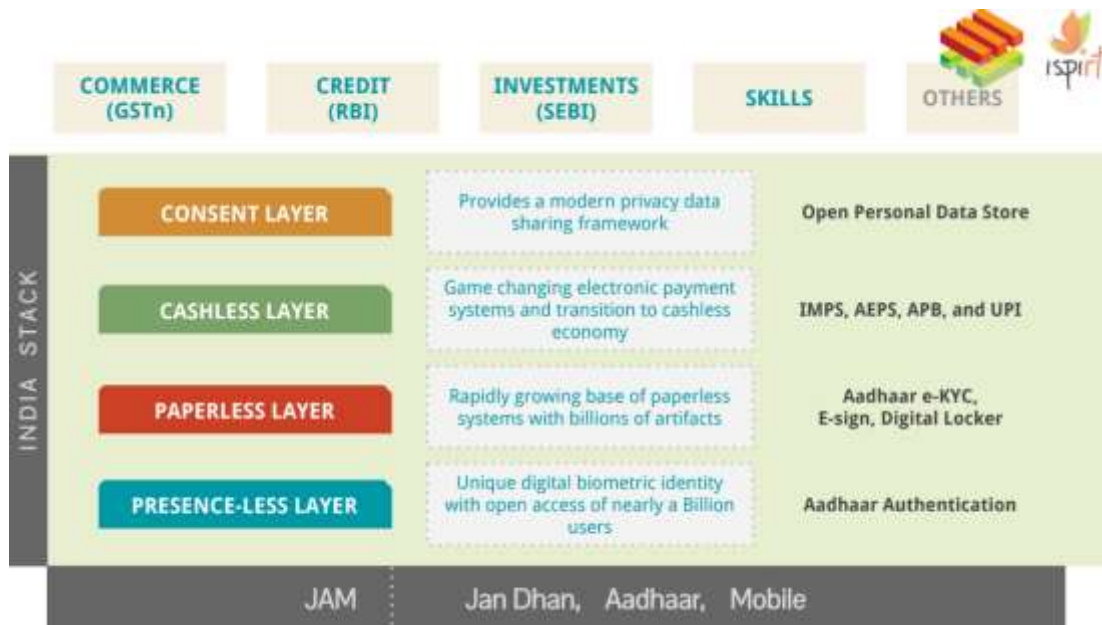 ispirt
COMMERCE
(GSTn)
CREDIT
(RBI)
INVESTMENTS
(SEBI)
SKILLS
OTHERS
INDIA STACK
CONSENT LAYER
Provides a modern privacy data
sharing framework
Open Personal Data Store
CASHLESS LAYER
Game changing electronic payment
systems and transition to cashless
economy
IMPS, AEPS, APB, and UPI
PAPERLESS LAYER
Rapidly growing base of paperless
systems with billions of artifacts
Aadhaar e-KYC,
E-sign, Digital Locker
PRESENCE-LESS LAYER
Unique digital biometric identity
with open access of nearly a Billion
users
Aadhaar Authentication
JAM
Jan Dhan, Aadhaar, Mobile